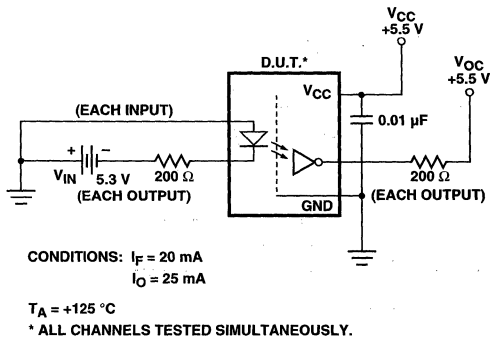 V_CC
+5.5 V
V_OC
+5.5 V
D.U.T.*
V_CC
(EACH INPUT)
0.01 µF
+ –
V_IN 5.3 V
200 Ω
(EACH OUTPUT)
200 Ω
(EACH OUTPUT)
GND
CONDITIONS: I_F = 20 mA
I_O = 25 mA
T_A = +125 °C
* ALL CHANNELS TESTED SIMULTANEOUSLY.